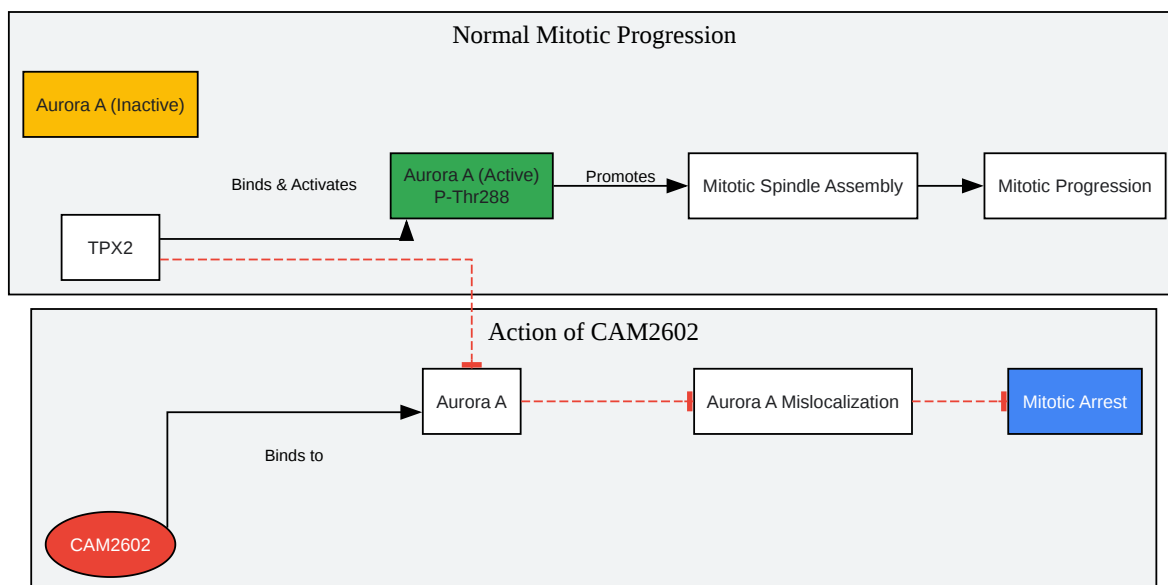 Normal Mitotic Progression
Aurora A (Inactive)
Binds & Activates
Aurora A (Active)
P-Thr288
Promotes
Mitotic Spindle Assembly
Mitotic Progression
TPX2
Action of CAM2602
Aurora A
Aurora A Mislocalization
Mitotic Arrest
Binds to
CAM2602